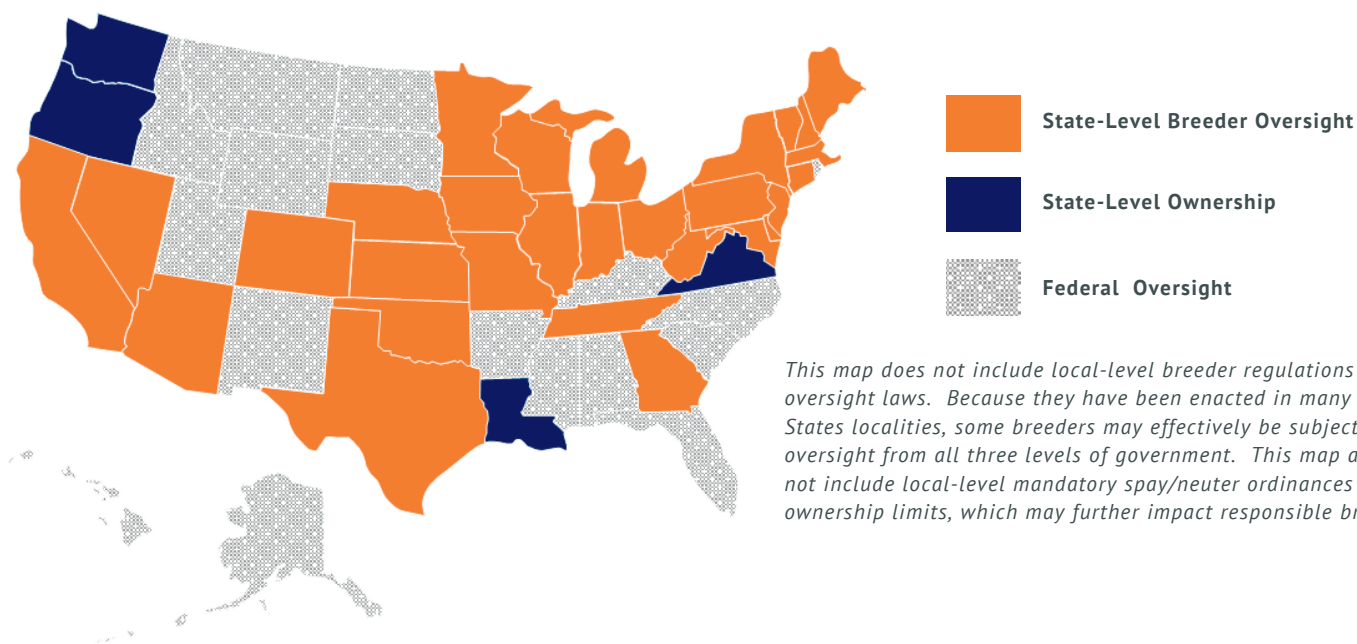 State-Level Breeder Oversight
State-Level Ownership
Federal Oversight
This map does not include local-level breeder regulations
oversight laws. Because they have been enacted in many
States localities, some breeders may effectively be subject
oversight from all three levels of government. This map
not include local-level mandatory spay/neuter ordinances
ownership limits, which may further impact responsible